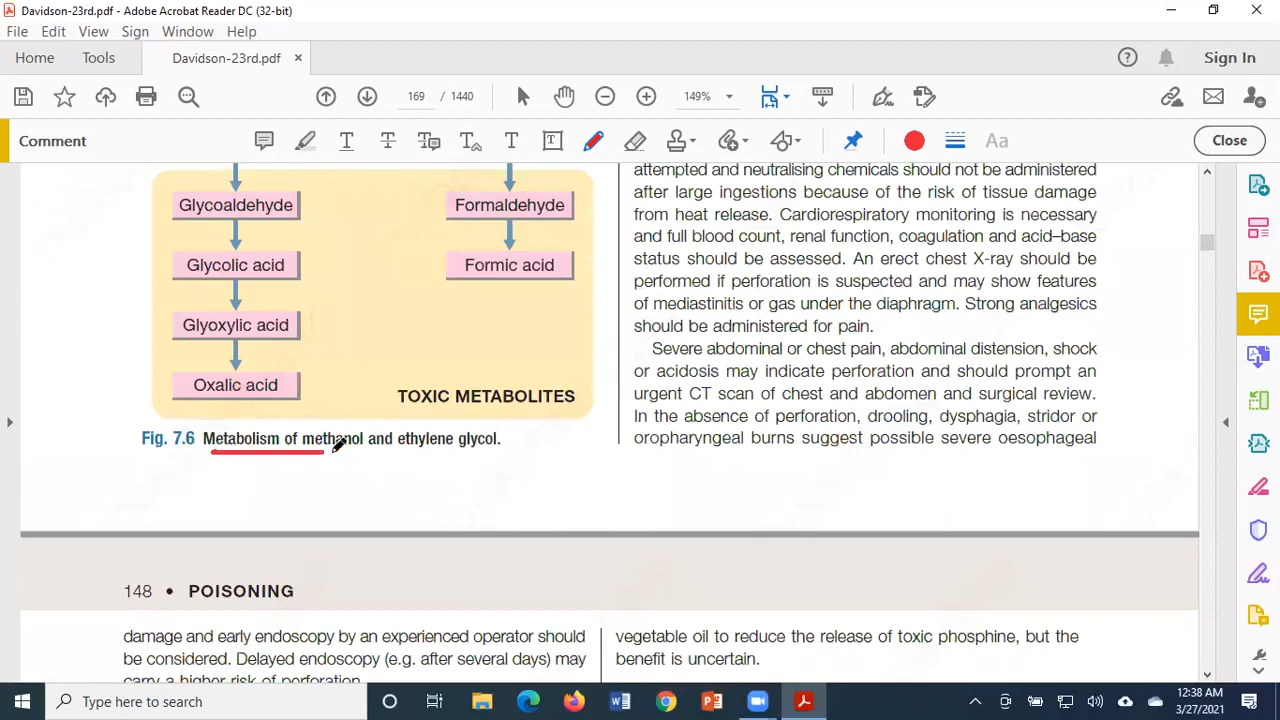 Davidson-23rd.pdf - Adobe Acrobat Reader DC (32-bit)
File Edit View Sign Window Help
Home Tools Davidson-23rd.pdf × Sign In
169 / 1440 149%
Comment Aa Close
Glycoaldehyde
Glycolic acid
Glyoxylic acid
Oxalic acid
Formaldehyde
Formic acid
TOXIC METABOLITES
Fig. 7.6 Metabolism of methanol and ethylene glycol.
attempted and neutralising chemicals should not be administered
after large ingestions because of the risk of tissue damage
from heat release. Cardiorespiratory monitoring is necessary
and full blood count, renal function, coagulation and acid–base
status should be assessed. An erect chest X-ray should be
performed if perforation is suspected and may show features
of mediastinitis or gas under the diaphragm. Strong analgesics
should be administered for pain.
Severe abdominal or chest pain, abdominal distension, shock
or acidosis may indicate perforation and should prompt an
urgent CT scan of chest and abdomen and surgical review.
In the absence of perforation, drooling, dysphagia, stridor or
oropharyngeal burns suggest possible severe oesophageal
148 • POISONING
damage and early endoscopy by an experienced operator should
be considered. Delayed endoscopy (e.g. after several days) may
carry a higher risk of perforation.
vegetable oil to reduce the release of toxic phosphine, but the
benefit is uncertain.
Type here to search
12:38 AM
3/27/2021